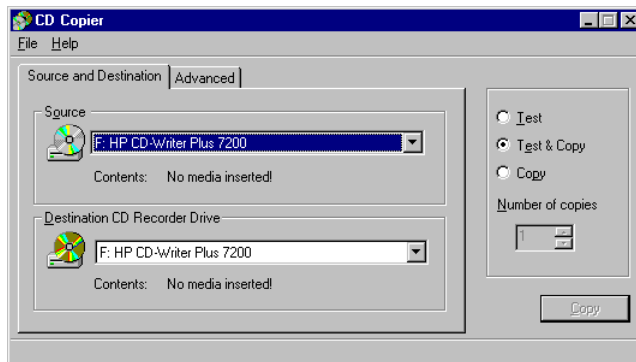 CD Copier
File Help
Source and Destination Advanced
Source
F: HP CD-Writer Plus 7200
Contents: No media inserted!
Destination CD Recorder Drive
F: HP CD-Writer Plus 7200
Contents: No media inserted!
Test
Test & Copy
Copy
Number of copies
1
Copy